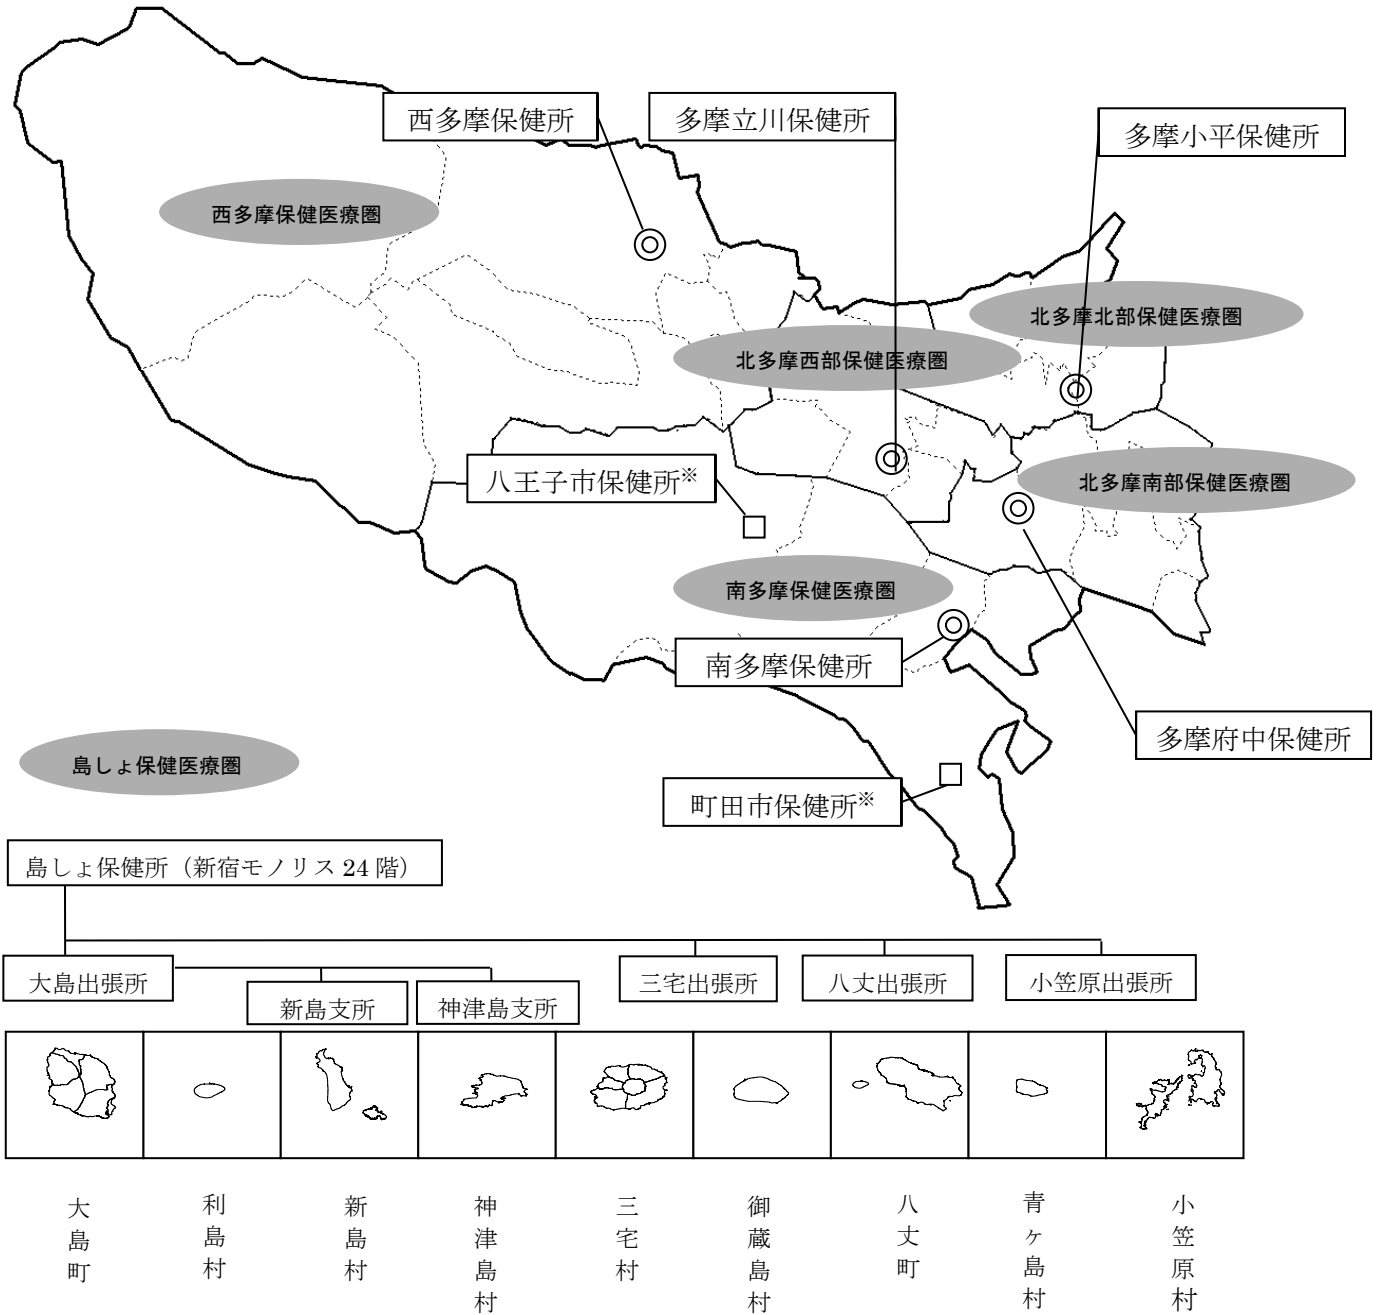 西多摩保健所
多摩立川保健所
多摩小平保健所
西多摩保健医療圏
北多摩北部保健医療圏
北多摩西部保健医療圏
八王子市保健所※
北多摩南部保健医療圏
南多摩保健医療圏
南多摩保健所
多摩府中保健所
島しょ保健医療圏
町田市保健所※
島しょ保健所（新宿モノリス 24 階）
大島出張所
三宅出張所
八丈出張所
小笠原出張所
新島支所
神津島支所
大島町
利島村
新島村
神津島村
三宅村
御蔵島村
八丈町
青ヶ島村
小笠原村